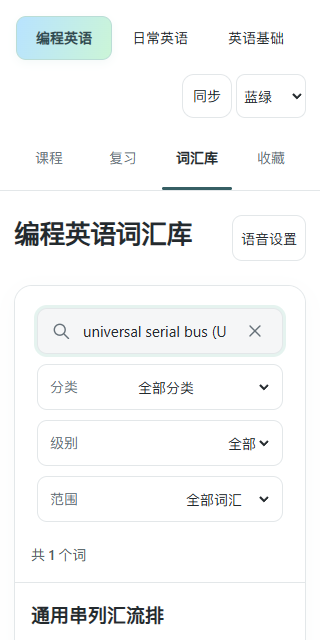 编程英语 日常英语 英语基础
同步 蓝绿
课程 复习 词汇库 收藏
编程英语词汇库 语音设置
universal serial bus (U
分类 全部分类
级别 全部
范围 全部词汇
共 1 个词
通用串列汇流排